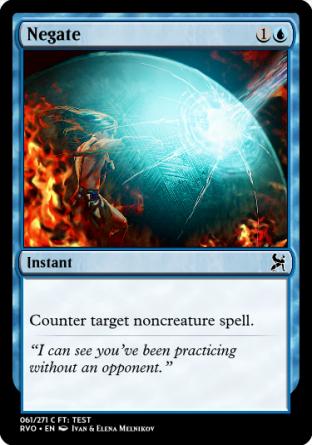 Negate 1
Instant
Counter target noncreature spell.
“I can see you’ve been practicing
without an opponent.”
061/271 C FT: TEST
RVO • EN Ivan & Elena Melnikov